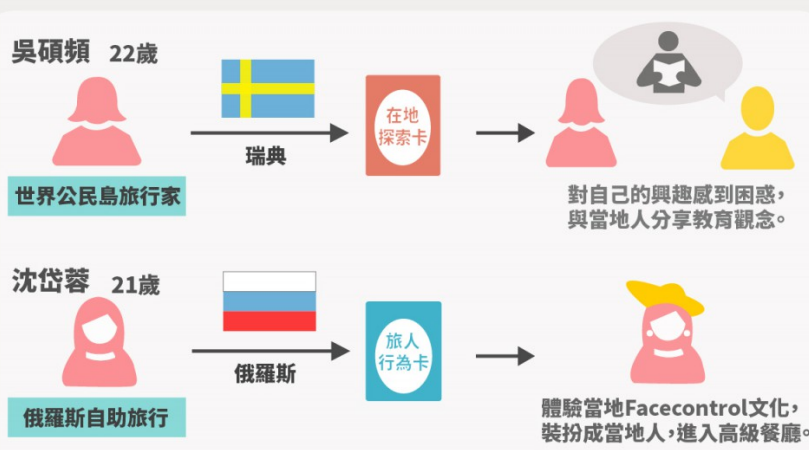 吳碩頻 22歲
瑞典
在地
探索卡
世界公民島旅行家
對自己的興趣感到困惑，
與當地人分享教育觀念。
沈岱蓉 21歲
俄羅斯
旅人
行為卡
俄羅斯自助旅行
體驗當地Facecontrol文化，
裝扮成當地人，進入高級餐廳。